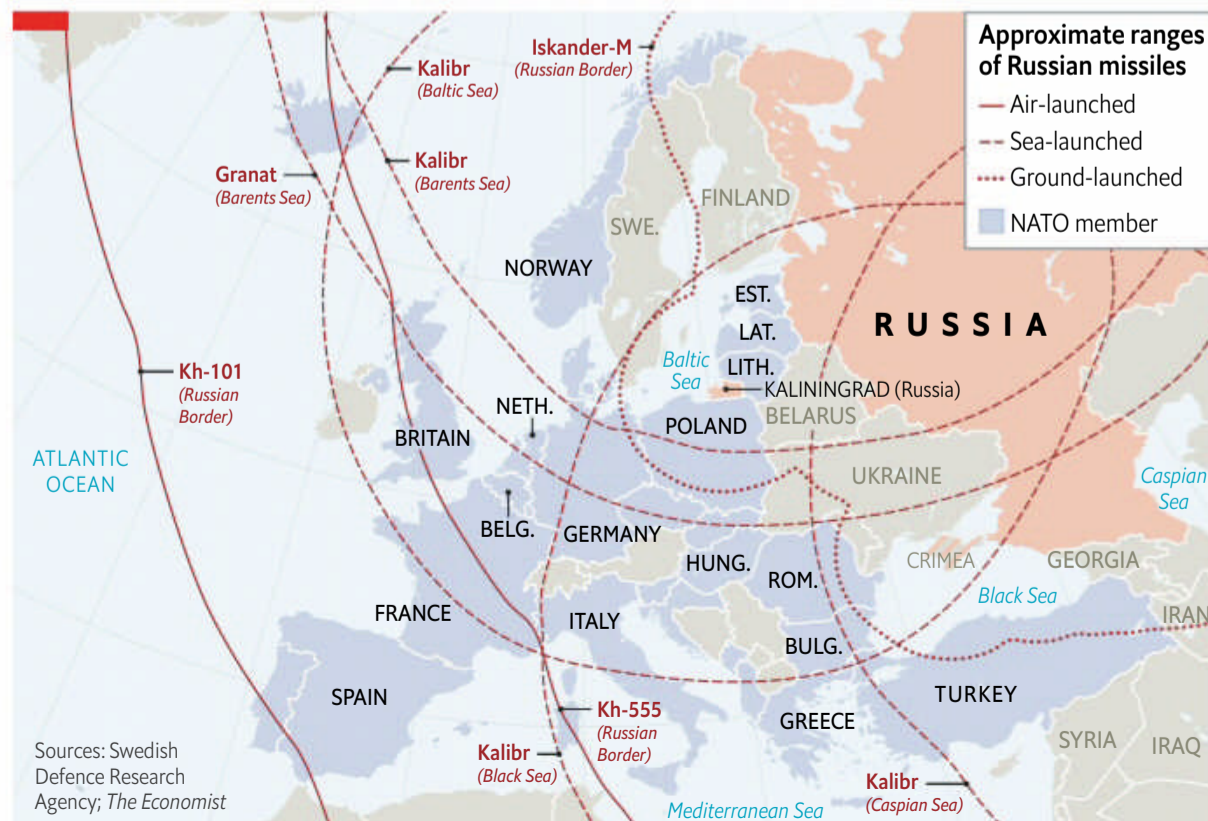 Approximate ranges
of Russian missiles
Air-launched
Sea-launched
Ground-launched
NATO member
Iskander-M
(Russian Border)
Kalibr
(Baltic Sea)
Kalibr
(Barents Sea)
Granat
(Barents Sea)
FINLAND
SWE.
NORWAY
EST.
LAT.
LITH.
RUSSIA
Baltic
Sea
KALININGRAD (Russia)
Kh-101
(Russian
Border)
NETH.
BELARUS
POLAND
BRITAIN
ATLANTIC
OCEAN
UKRAINE
Caspian
Sea
BELG.
GERMANY
CRIMEA
GEORGIA
HUNG.
ROM.
Black Sea
FRANCE
ITALY
IRAN
BULG.
SPAIN
TURKEY
Kh-555
(Russian
Border)
GREECE
SYRIA
IRAQ
Kalibr
(Black Sea)
Kalibr
(Caspian Sea)
Mediterranean Sea
Sources: Swedish
Defence Research
Agency; The Economist